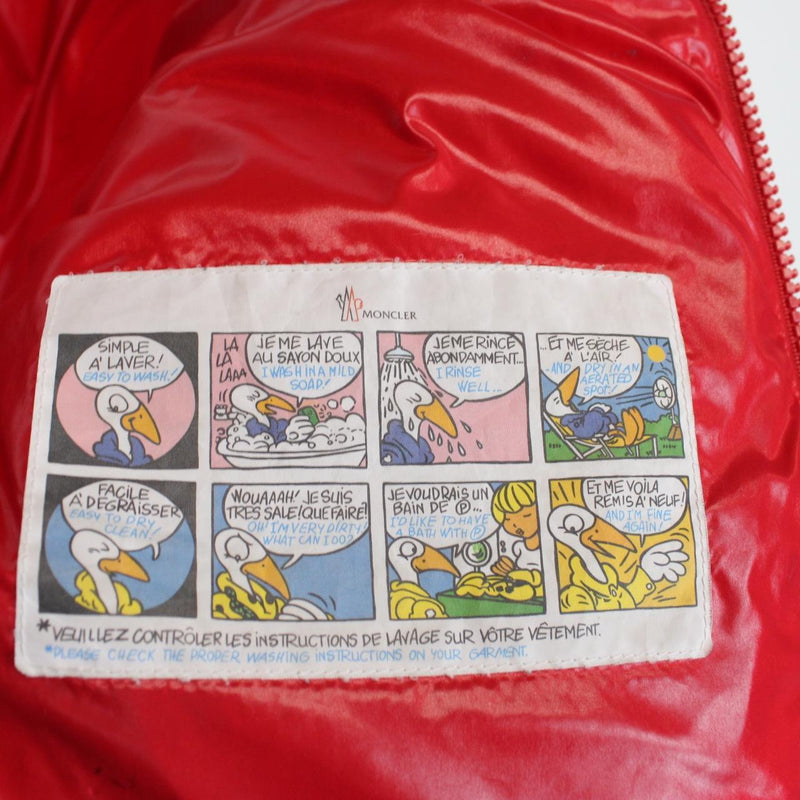 MONCLER
SIMPLE
A' LAVER!
EASY TO WASH!
LA
LA
LAAA
JE ME LAVE
AU SAVON DOUX
I WASH IN A MILD
SOAP!
JE ME RINCE
ABONDAMMENT...
I RINSE
WELL...
..ET ME SÈCHE
A' L'AIR!
-AND DRY IN AN
AERATED
SPOT!
FACILE
A' DEGRAISSER
EASY TO DRY
CLEAN!
WOUAAAH! JE SUIS
TRES SALE! QUE FAIRE?
OH! I'M VERY DIRTY!
WHAT CAN I DO?
JE VOUDRAIS UN
BAIN DE Ⓟ...
I'D LIKE TO HAVE
A BATH WITH Ⓟ
ET ME VOILA
REMIS A' NEUF!
AND I'M FINE
AGAIN!
*VEUILLEZ CONTRÔLER LES INSTRUCTIONS DE LAVAGE SUR VÔTRE VÊTEMENT.
*PLEASE CHECK THE PROPER WASHING INSTRUCTIONS ON YOUR GARMENT.